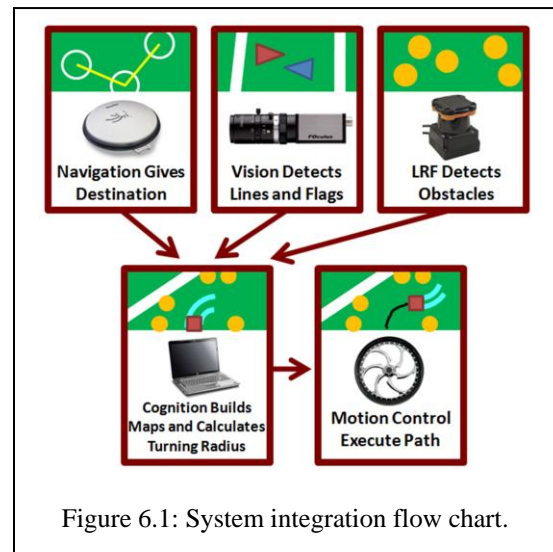 Navigation Gives
Destination
Vision Detects
Lines and Flags
LRF Detects
Obstacles
Cognition Builds
Maps and Calculates
Turning Radius
Motion Control
Execute Path
Figure 6.1: System integration flow chart.